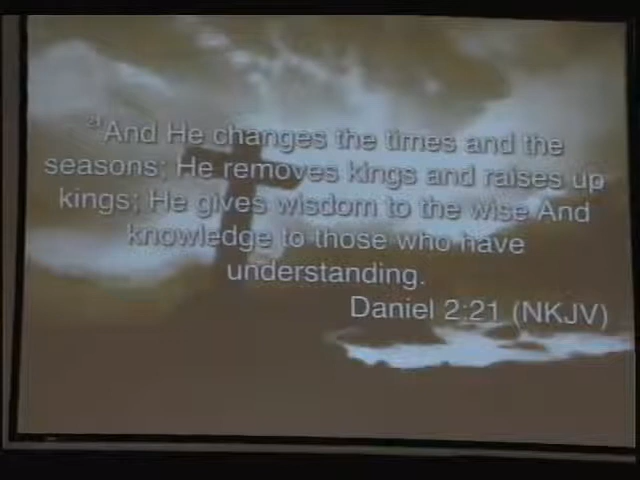 21And He changes the times and the
seasons; He removes kings and raises up
kings; He gives wisdom to the wise And
knowledge to those who have
understanding.
Daniel 2:21 (NKJV)